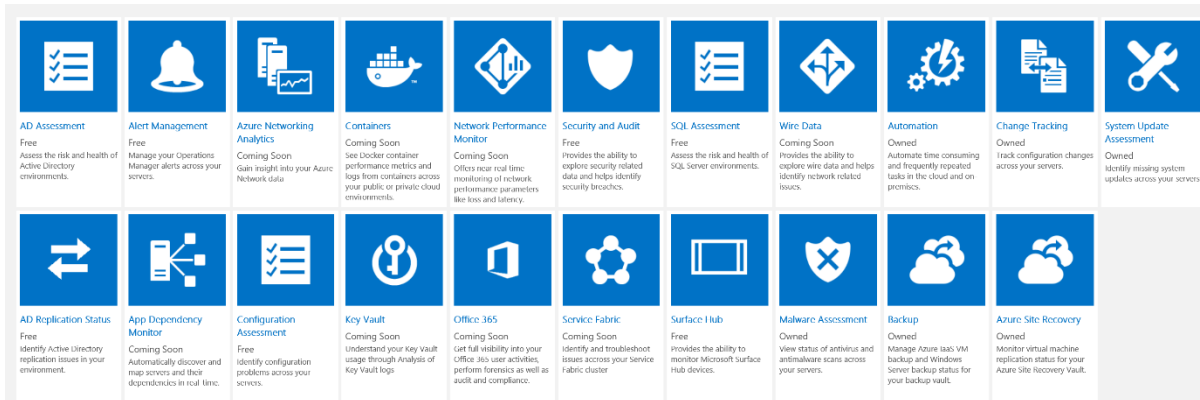 AD Assessment
Free
Assess the risk and health of
Active Directory
environments.
Alert Management
Free
Manage your Operations
Manager alerts across your
servers.
Azure Networking
Analytics
Coming Soon
Gain insight into your Azure
Network data
Containers
Coming Soon
See Docker container
performance metrics and
logs from containers across
your public or private cloud
environments.
Network Performance
Monitor
Coming Soon
Offers near real time
monitoring of network
performance parameters
like loss and latency.
Security and Audit
Free
Provides the ability to
explore security related
data and helps identify
security breaches.
SQL Assessment
Free
Assess the risk and health of
SQL Server environments.
Wire Data
Coming Soon
Provides the ability to
explore wire data and helps
identify network related
issues.
Automation
Owned
Automate time consuming
and frequently repeated
tasks in the cloud and on
premises.
Change Tracking
Owned
Track configuration changes
across your servers.
System Update
Assessment
Owned
Identify missing system
updates across your servers
AD Replication Status
Free
Identify Active Directory
replication issues in your
environment.
App Dependency
Monitor
Coming Soon
Automatically discover and
map servers and their
dependencies in real-time.
Configuration
Assessment
Free
Identify configuration
problems across your
servers.
Key Vault
Coming Soon
Understand your Key Vault
usage through Analysis of
Key Vault logs
Office 365
Coming Soon
Get full visibility into your
Office 365 user activities,
perform forensics as well as
audit and compliance.
Service Fabric
Coming Soon
Identify and troubleshoot
issues across your Service
Fabric cluster
Surface Hub
Free
Provides the ability to
monitor Microsoft Surface
Hub devices.
Malware Assessment
Owned
View status of antivirus and
antimalware scans across
your servers.
Backup
Owned
Manage Azure IaaS VM
backup and Windows
Server backup status for
your backup vault.
Azure Site Recovery
Owned
Monitor virtual machine
replication status for your
Azure Site Recovery Vault.